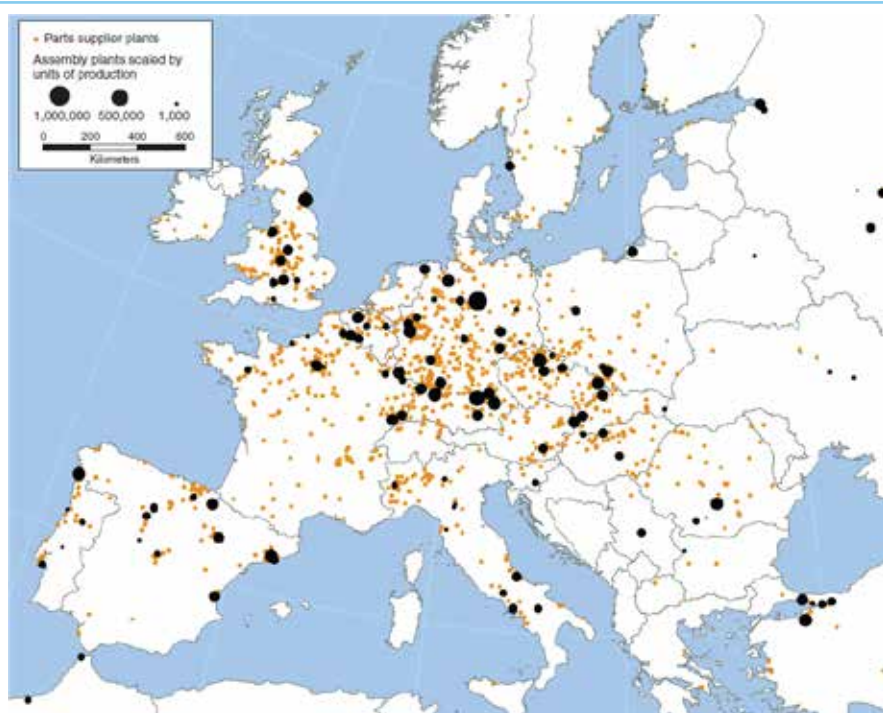 Parts supplier plants
Assembly plants scaled by
units of production
1,000,000 500,000 1,000
0 200 400 600
Kilometers